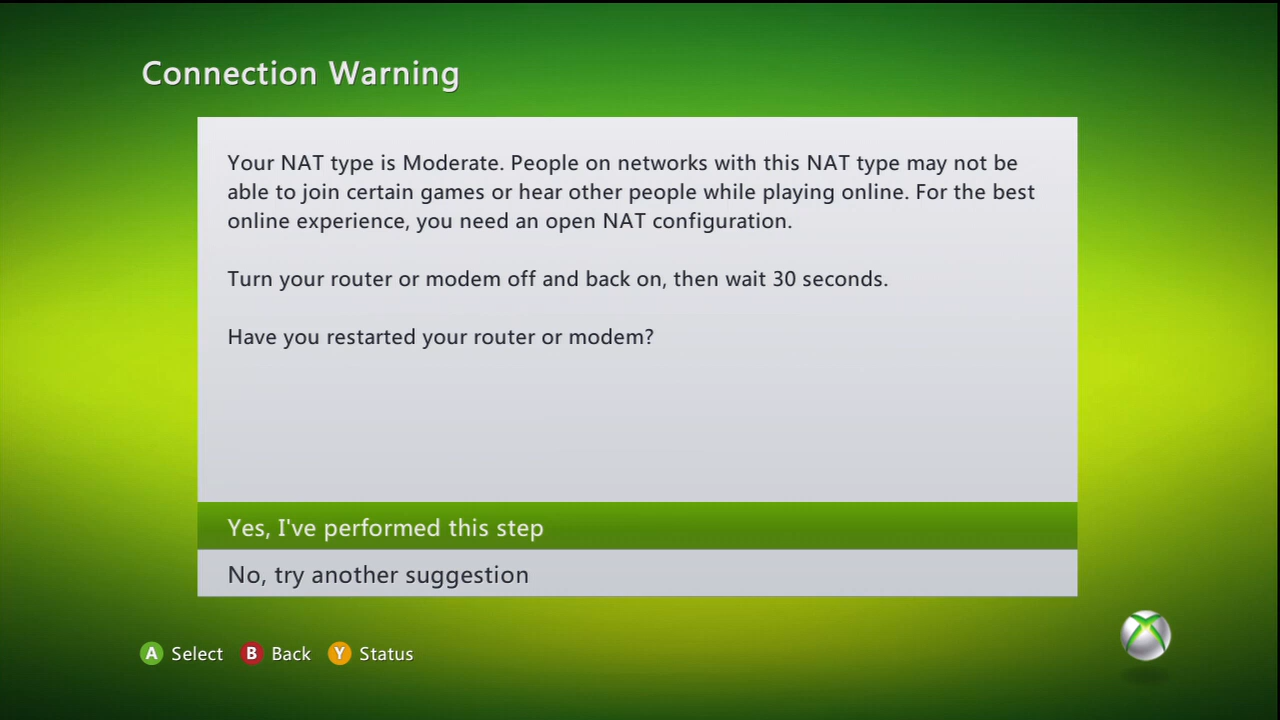 Connection Warning
Your NAT type is Moderate. People on networks with this NAT type may not be
able to join certain games or hear other people while playing online. For the best
online experience, you need an open NAT configuration.
Turn your router or modem off and back on, then wait 30 seconds.
Have you restarted your router or modem?
Yes, I've performed this step
No, try another suggestion
A Select B Back Y Status